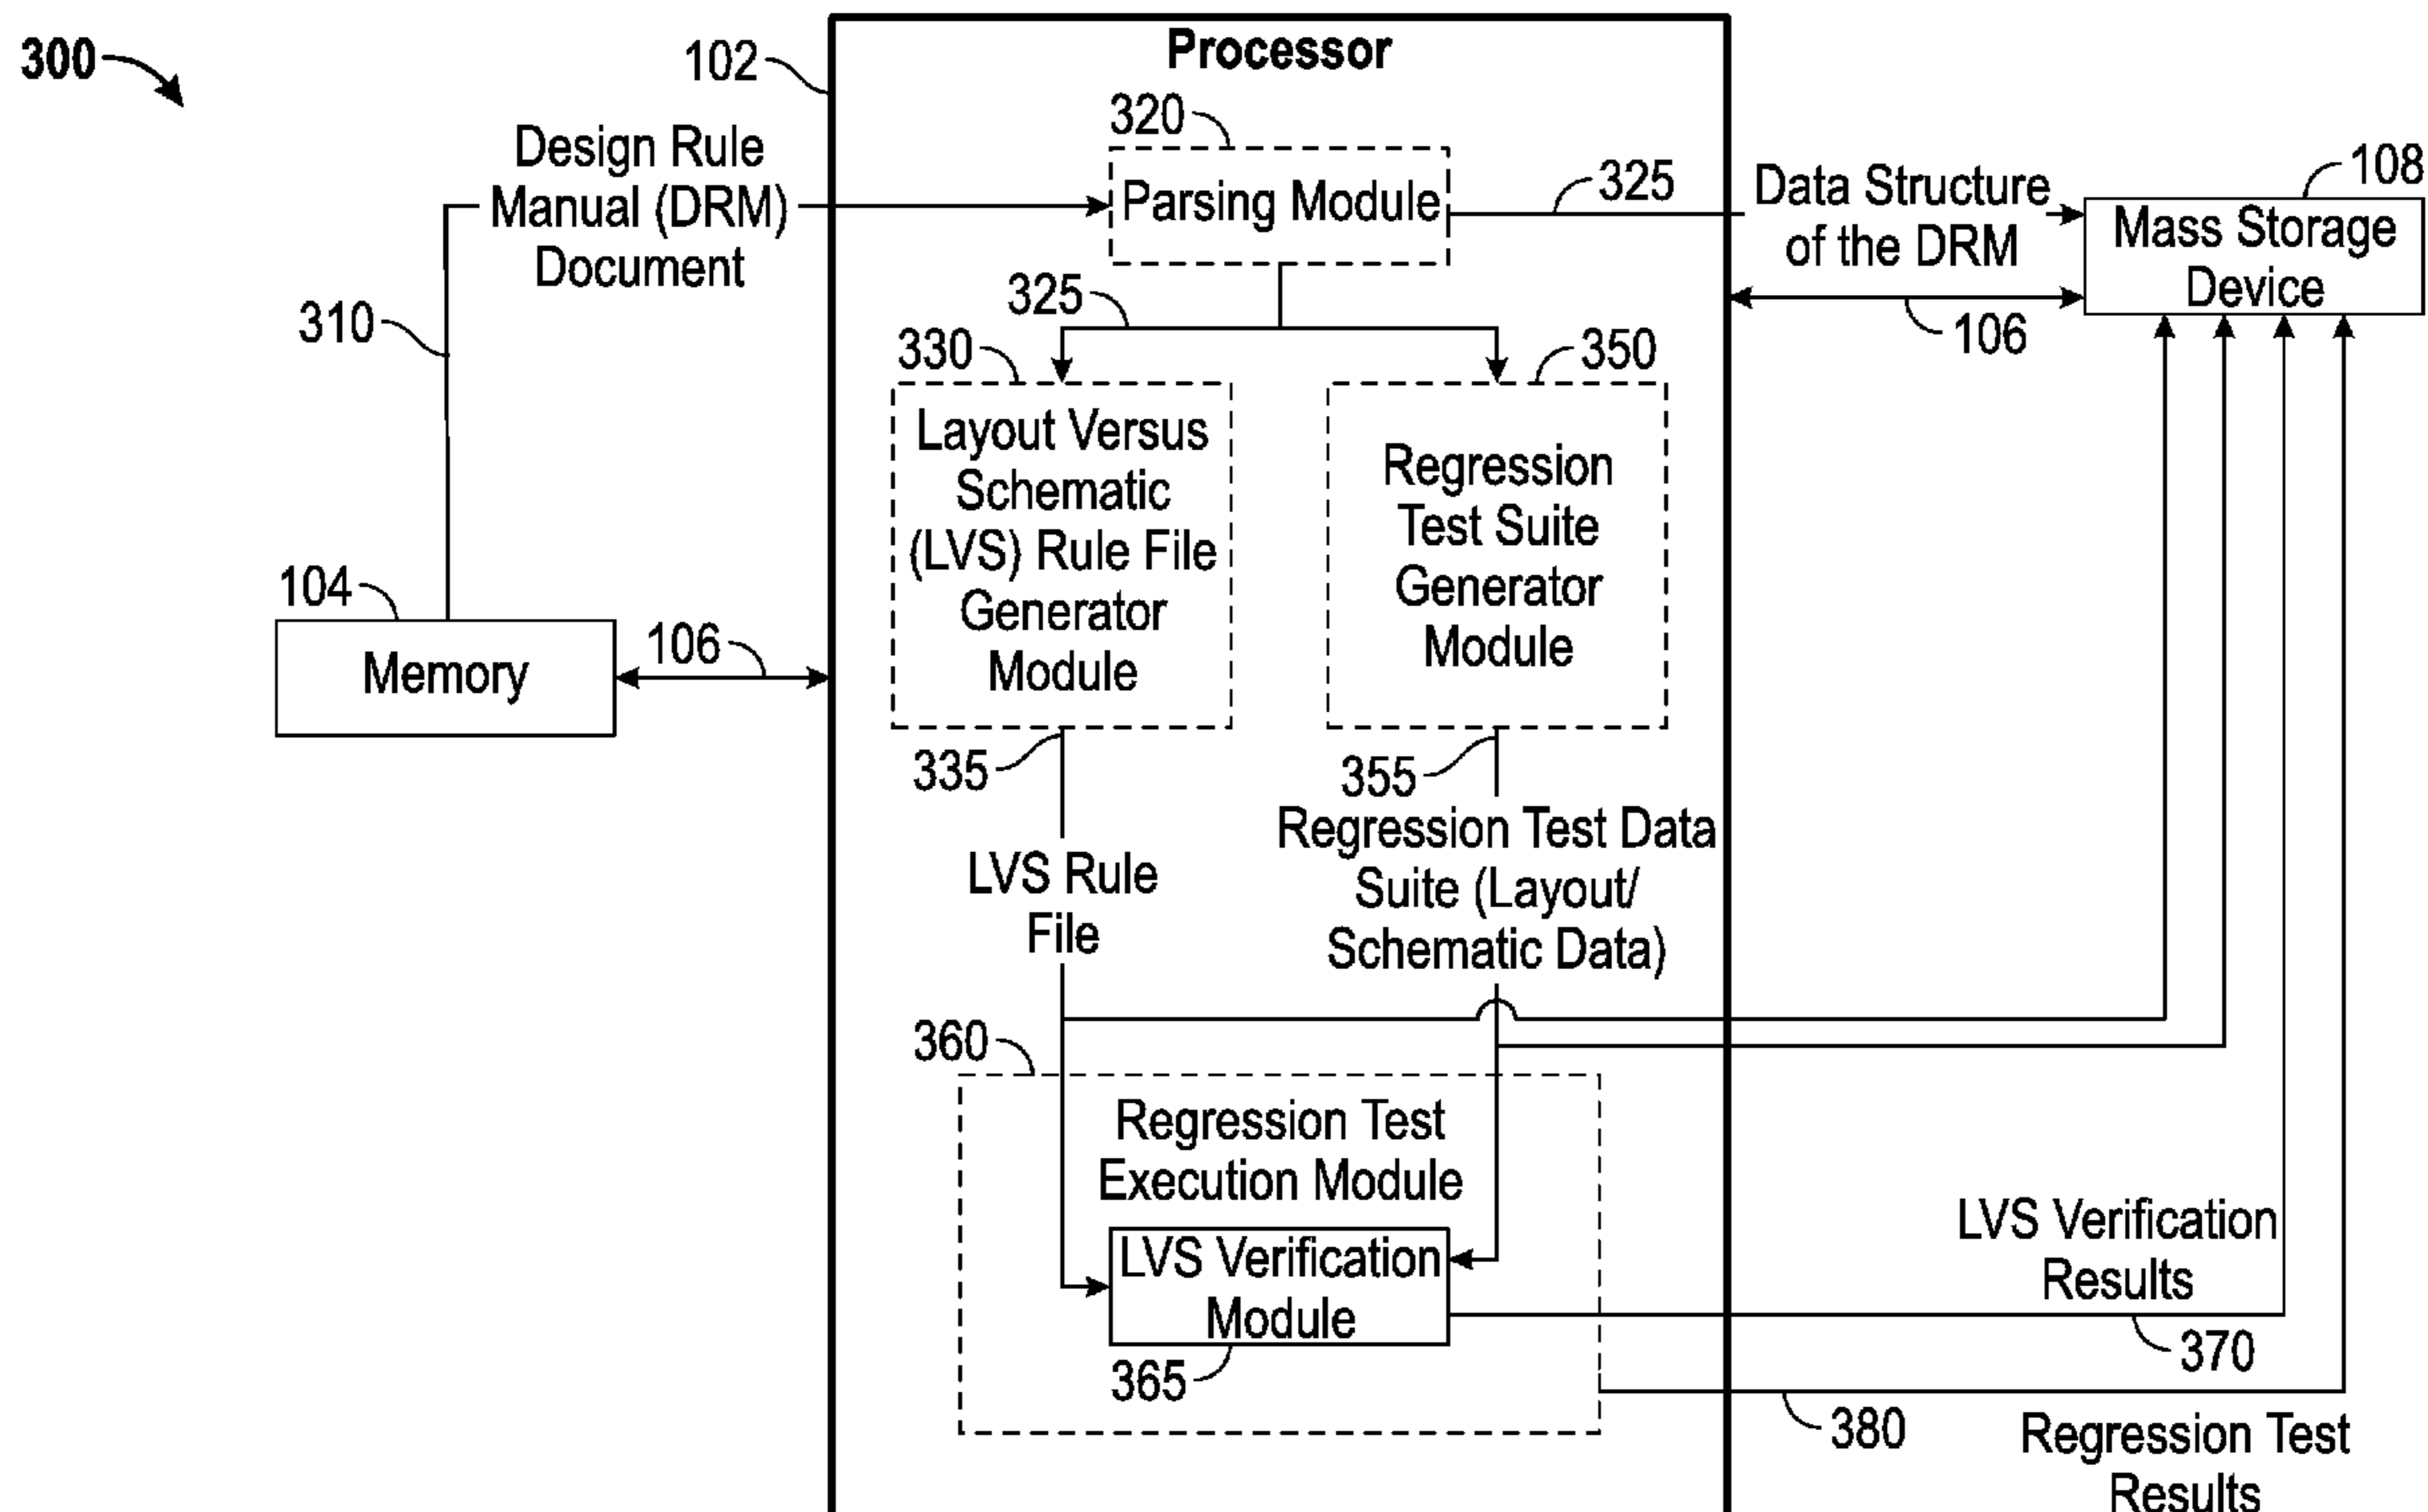 300
102
Processor
320
Design Rule
Manual (DRM)
Document
Parsing Module
325
Data Structure
of the DRM
108
Mass Storage
Device
310
325
106
330
350
Layout Versus
Schematic
(LVS) Rule File
Generator
Module
Regression
Test Suite
Generator
Module
104
Memory
106
335
355
LVS Rule
File
Regression Test Data
Suite (Layout/
Schematic Data)
360
Regression Test
Execution Module
LVS Verification
Module
365
LVS Verification
Results
370
380
Regression Test
Results